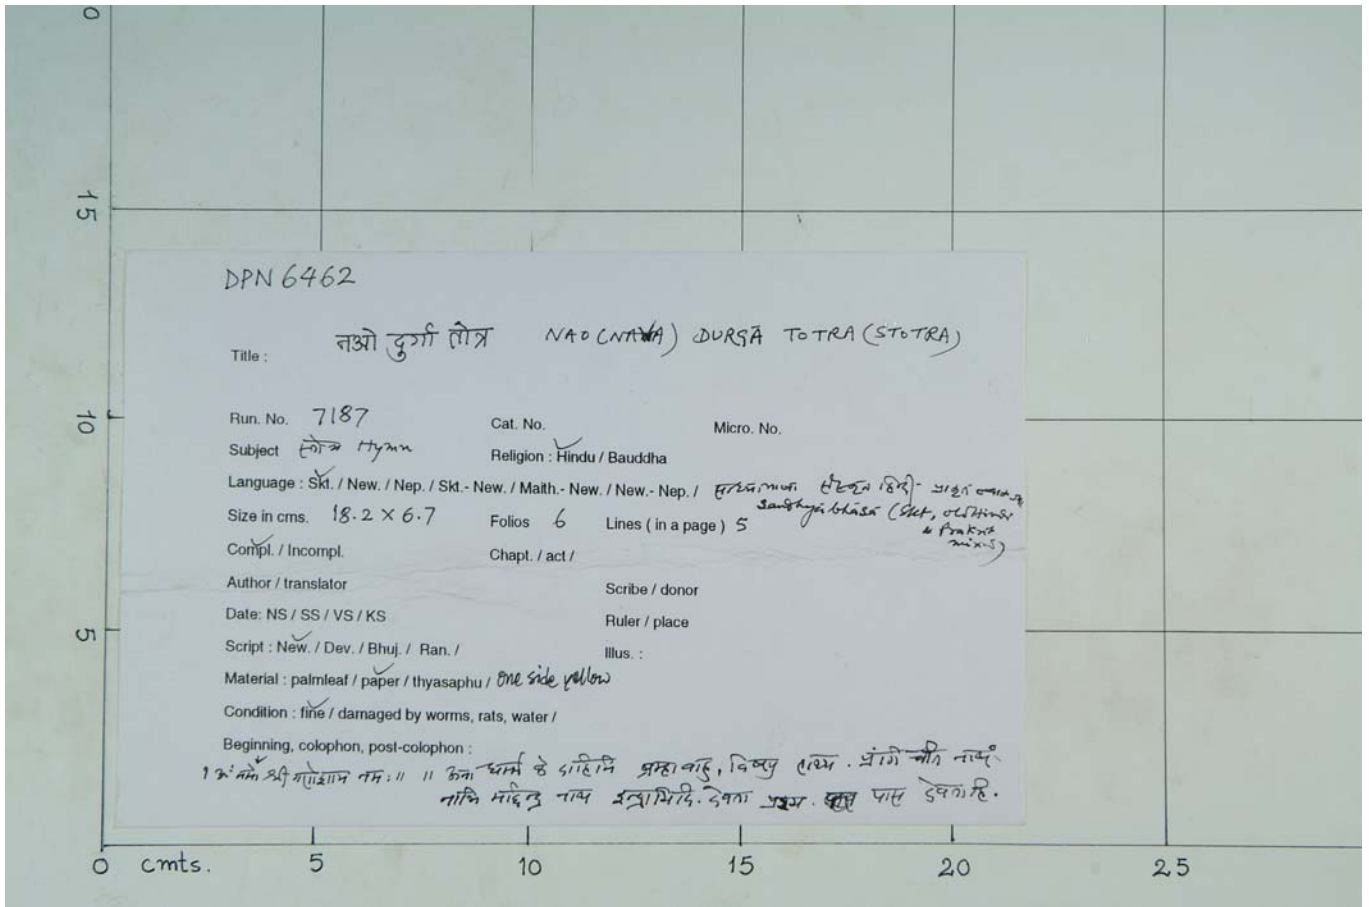 0
15
DPN 6462
Title : नओ दुर्गा तोत्र NAO (NAVA) DURGĀ TOTRA (STOTRA)
10
Run. No. 7187 Cat. No. Micro. No.
Subject स्तोत्र Hymn Religion : Hindu / Bauddha
Language : Skt. / New. / Nep. / Skt.- New. / Maith.- New. / New.- Nep. / संस्कृत हिन्दी-
sandhyābhāsā (Skt, old Hindi & Prakrit mixed)
Size in cms. 18.2 × 6.7 Folios 6 Lines ( in a page ) 5
Compl. / Incompl. Chapt. / act /
Author / translator Scribe / donor
Date: NS / SS / VS / KS Ruler / place
5
Script : New. / Dev. / Bhuj. / Ran. / Illus. :
Material : palmleaf / paper / thyasaphu / one side yellow
Condition : fine / damaged by worms, rats, water /
Beginning, colophon, post-colophon :
श्री गणेशाय नमः ॥ ॥ के दाहिनि ब्रम्हा विष्णु
नाभि देवता पास देवताहि.
0 cmts. 5 10 15 20 25